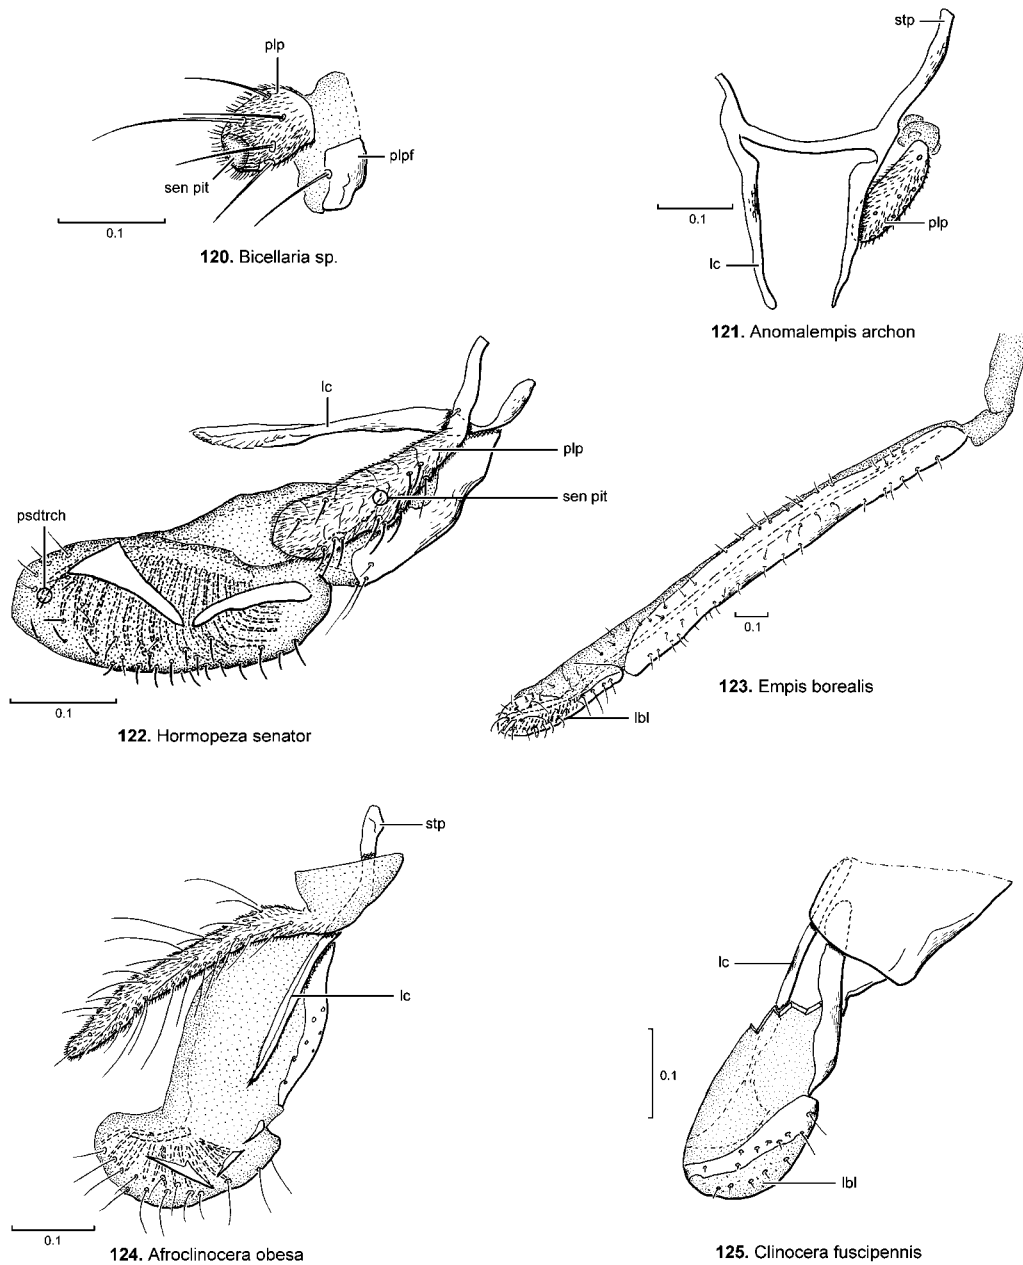 plp
plpf
sen pit
0.1
120. Bicellaria sp.
stp
0.1
plp
lc
121. Anomalempis archon
lc
plp
sen pit
psdtrch
0.1
122. Hormopeza senator
0.1
lbl
123. Empis borealis
stp
lc
0.1
124. Afroclinocera obesa
lc
0.1
lbl
125. Clinocera fuscipennis